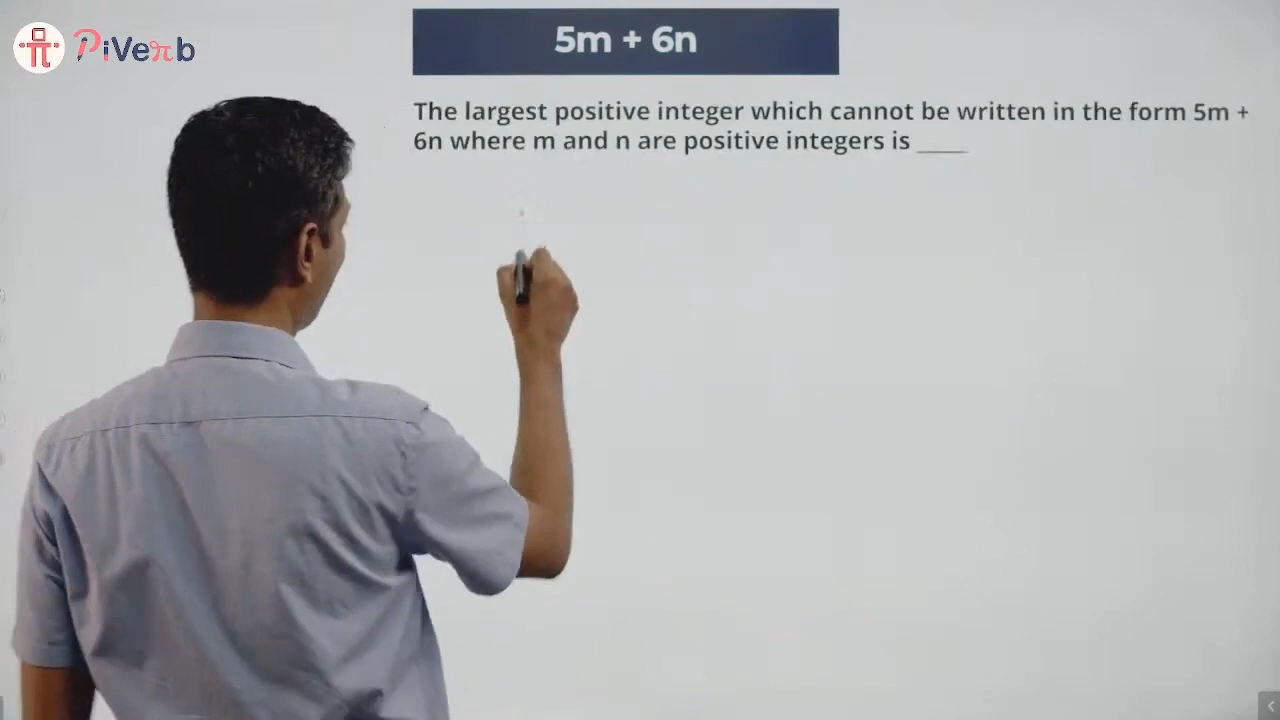 PiVerb
5m + 6n
The largest positive integer which cannot be written in the form 5m +
6n where m and n are positive integers is ____